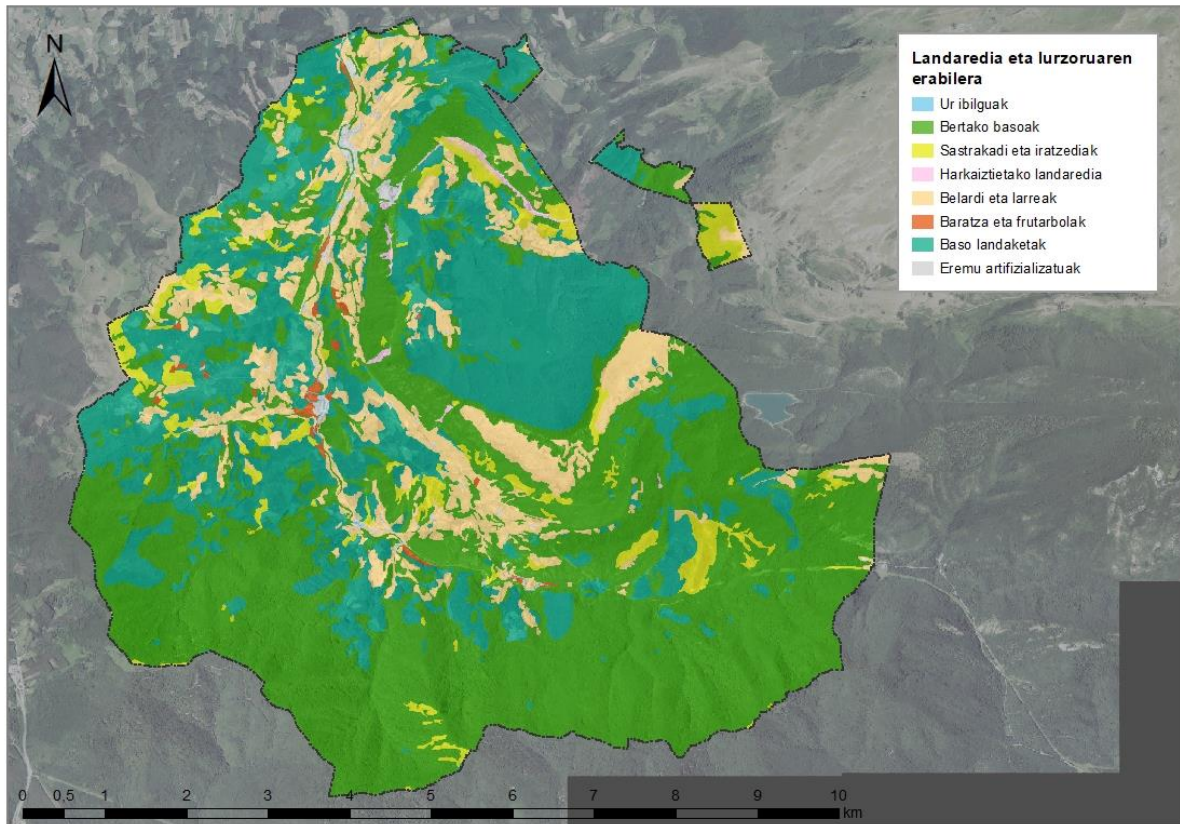 N
Landaredia eta lurzoruaren
erabilera
Ur ibilguak
Bertako basoak
Sastrakadi eta iratzediak
Harkaiztietako landaredia
Belardi eta larreak
Baratza eta frutarbolak
Baso landaketak
Eremu artifizializatuak
0 0,5 1 2 3 4 5 6 7 8 9 10
km